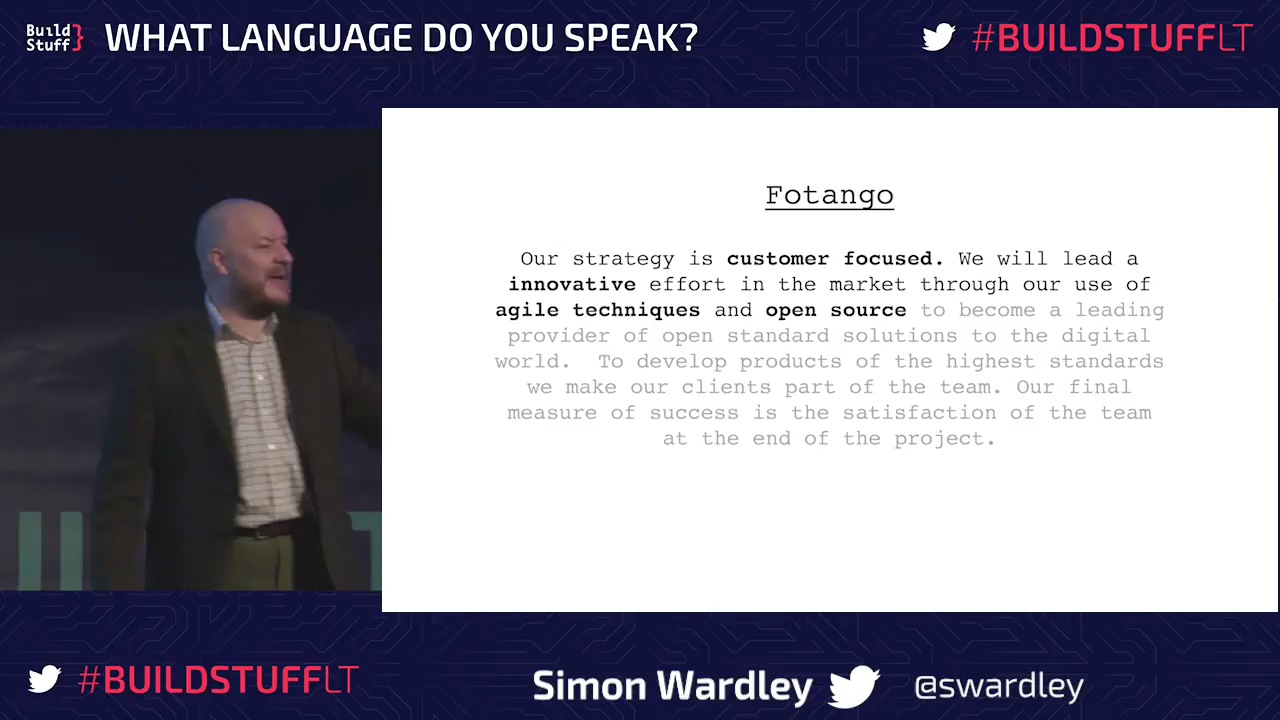 Build
Stuff}
WHAT LANGUAGE DO YOU SPEAK?
#BUILDSTUFFLT
Fotango
Our strategy is customer focused. We will lead a
innovative effort in the market through our use of
agile techniques and open source to become a leading
provider of open standard solutions to the digital
world. To develop products of the highest standards
we make our clients part of the team. Our final
measure of success is the satisfaction of the team
at the end of the project.
#BUILDSTUFFLT
Simon Wardley
@swardley